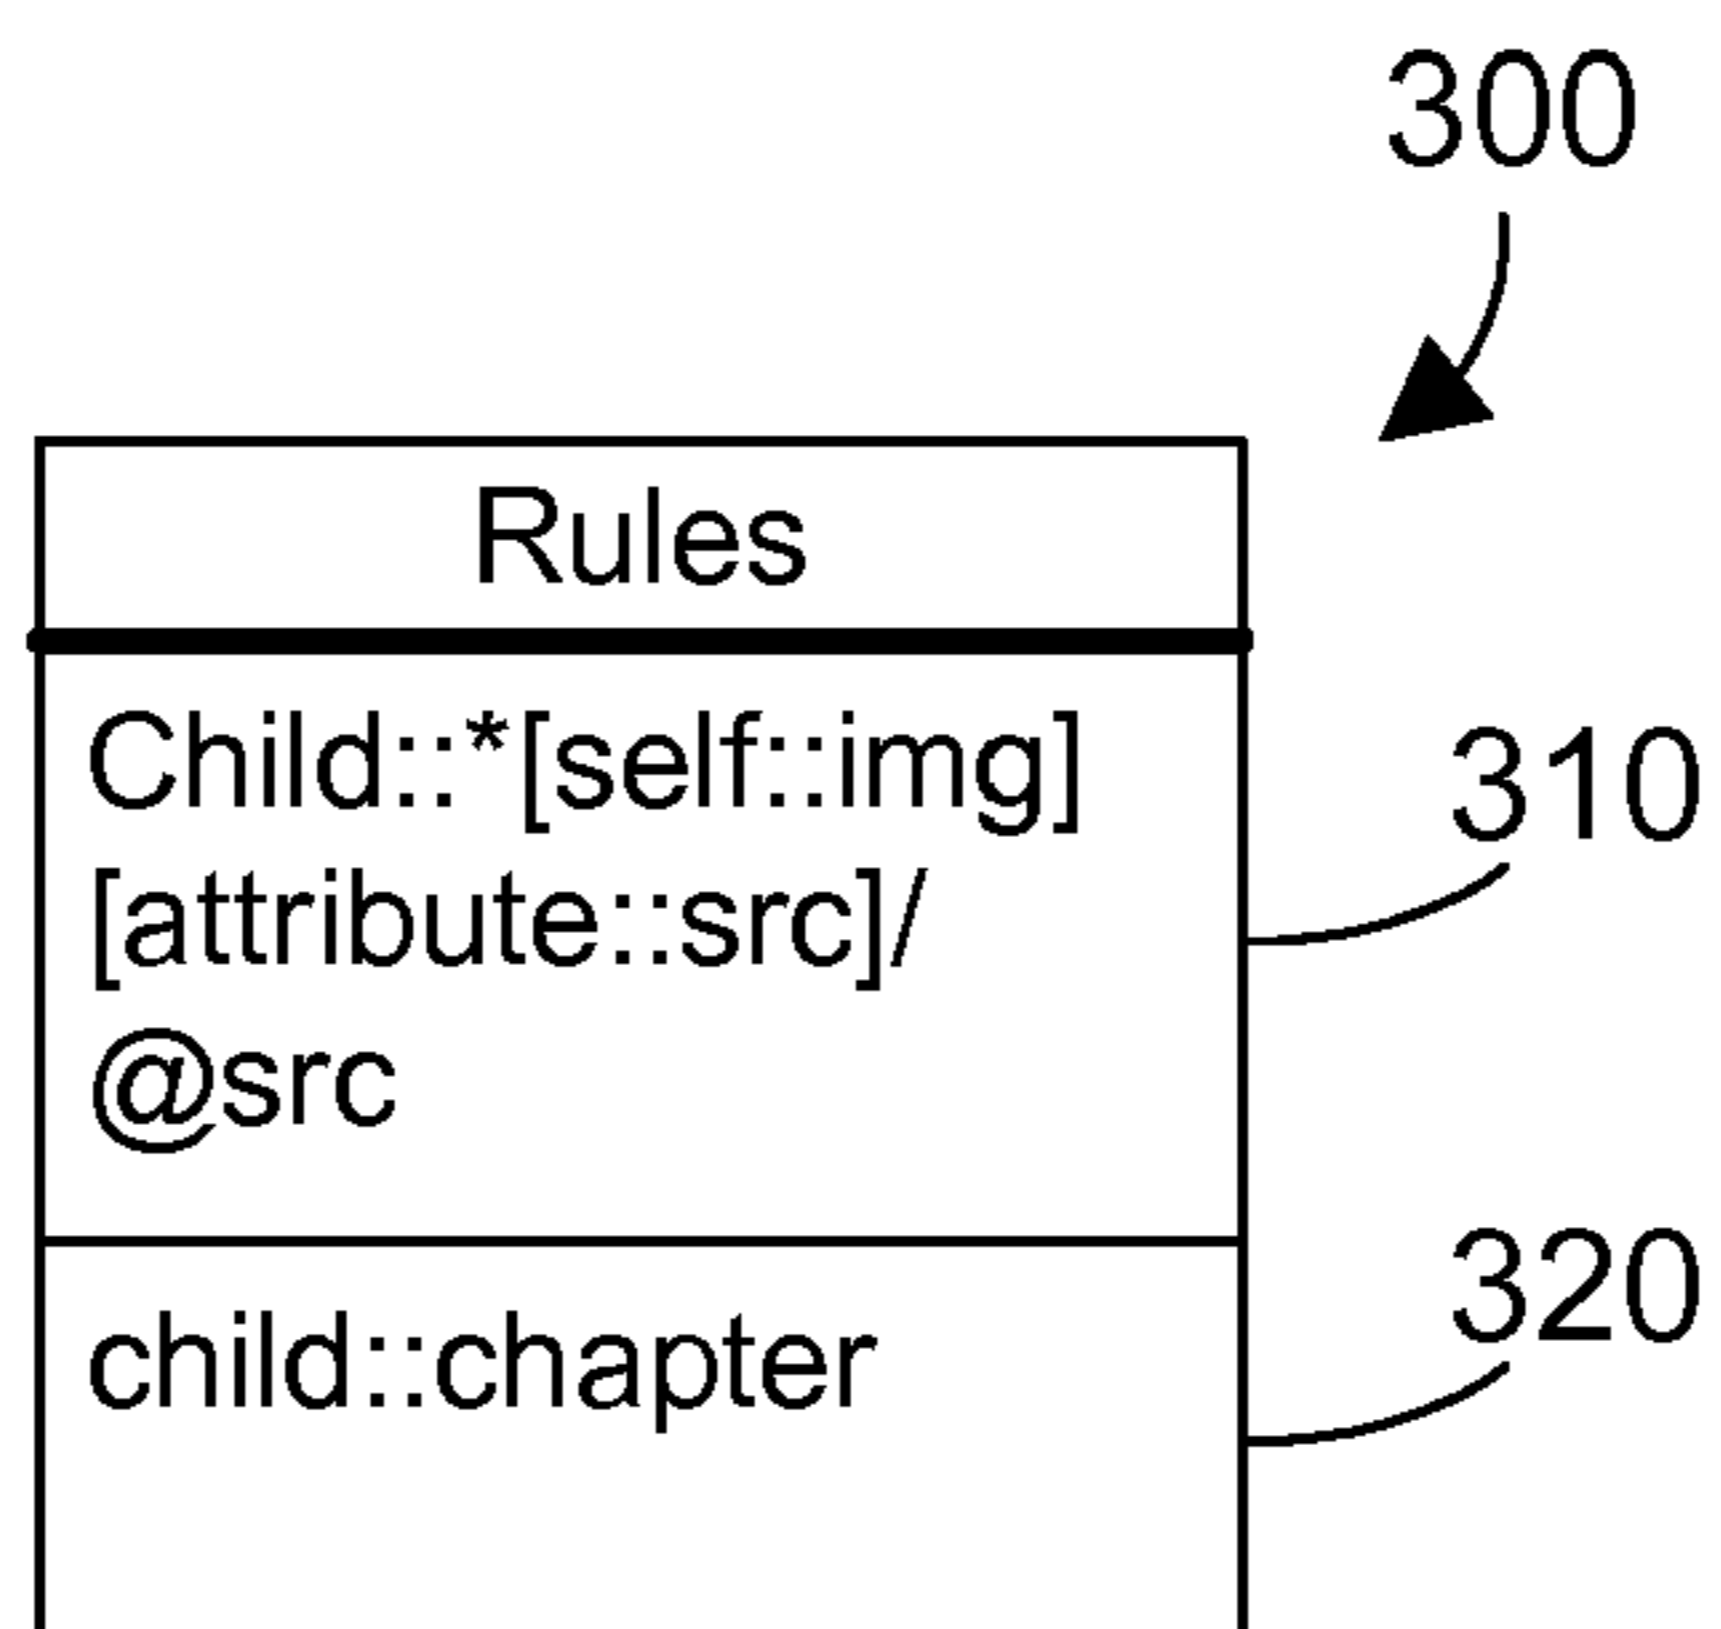 300
Rules
Child::*[self::img]
[attribute::src]/
@src
310
child::chapter
320